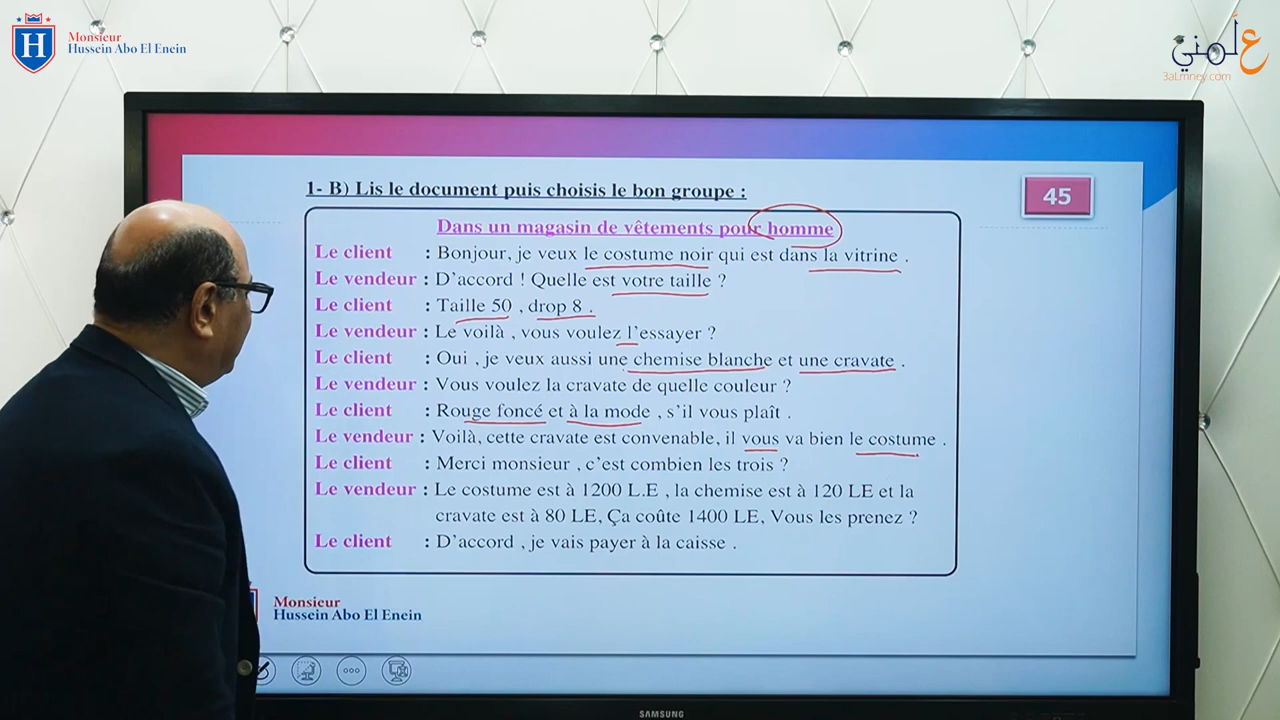 Monsieur
Hussein Abo El Enein
H
علمني
3aLmney.com
1- B) Lis le document puis choisis le bon groupe :
45
Dans un magasin de vêtements pour homme
Le client : Bonjour, je veux le costume noir qui est dans la vitrine .
Le vendeur : D'accord ! Quelle est votre taille ?
Le client : Taille 50 , drop 8 .
Le vendeur : Le voilà , vous voulez l'essayer ?
Le client : Oui , je veux aussi une chemise blanche et une cravate .
Le vendeur : Vous voulez la cravate de quelle couleur ?
Le client : Rouge foncé et à la mode , s'il vous plaît .
Le vendeur : Voilà, cette cravate est convenable, il vous va bien le costume .
Le client : Merci monsieur , c'est combien les trois ?
Le vendeur : Le costume est à 1200 L.E , la chemise est à 120 LE et la
cravate est à 80 LE, Ça coûte 1400 LE, Vous les prenez ?
Le client : D'accord , je vais payer à la caisse .
Monsieur
Hussein Abo El Enein
SAMSUNG